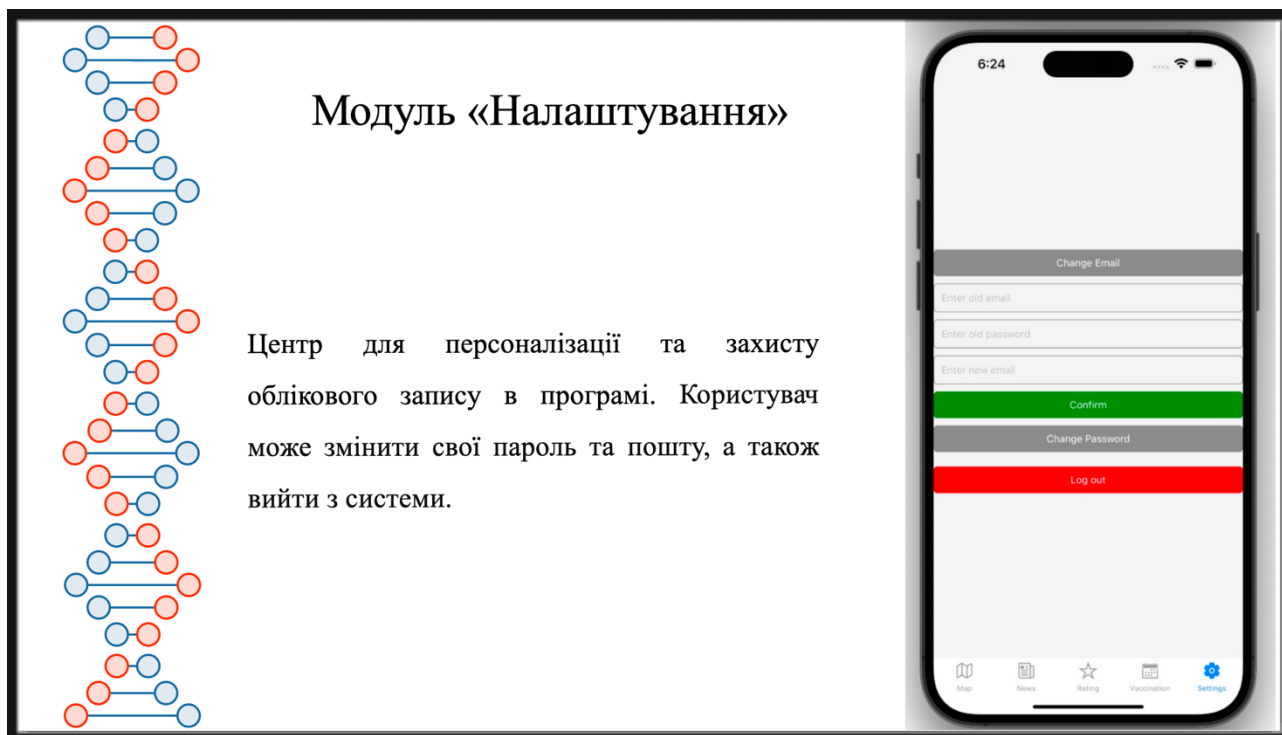 Модуль «Налаштування»
Центр для персоналізації та захисту
облікового запису в програмі. Користувач
може змінити свої пароль та пошту, а також
вийти з системи.
6:24
Change Email
Enter old email
Enter old password
Enter new email
Confirm
Change Password
Log out
Map News Rating Vaccination Settings